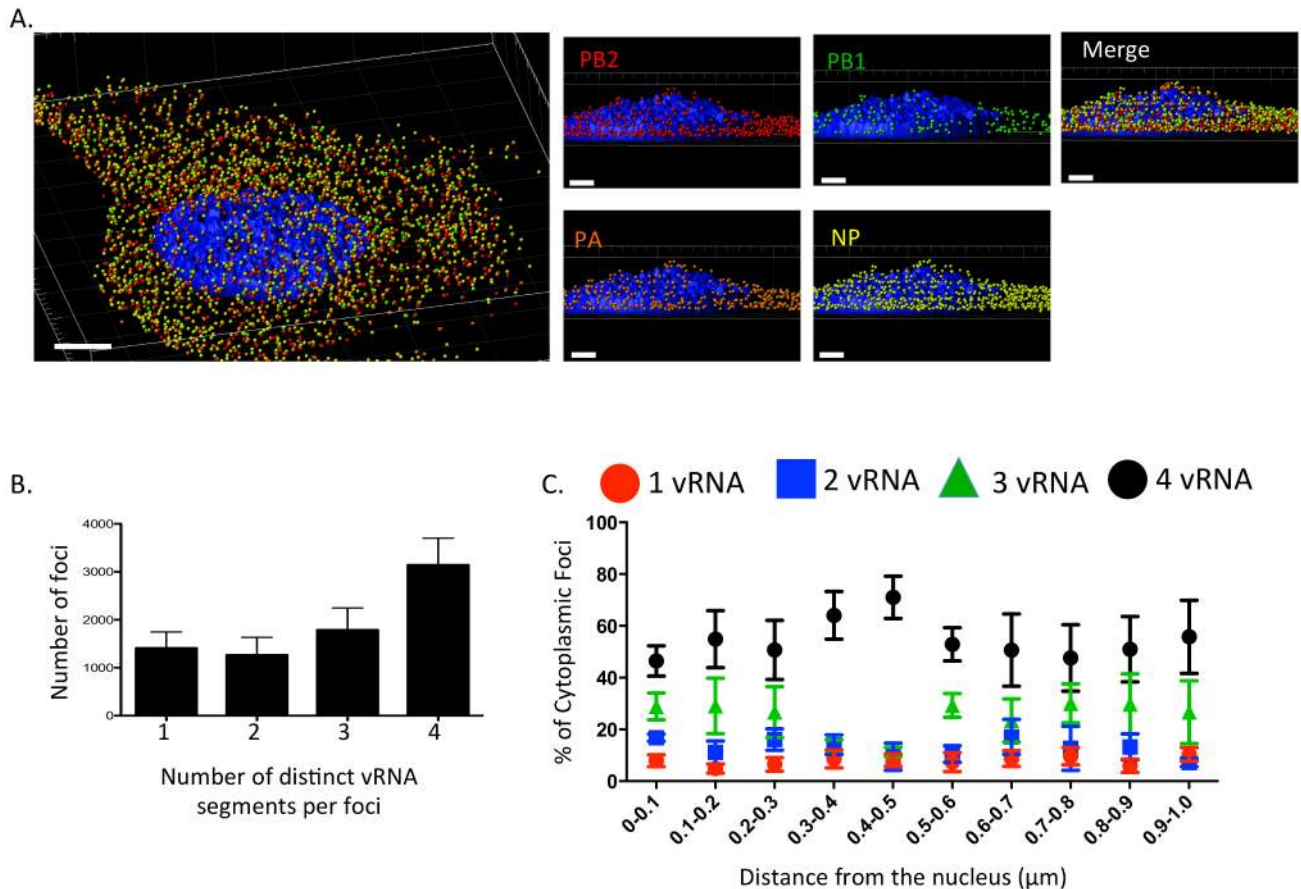 A.
PB2
PB1
Merge
PA
NP
B.
Number of foci
4000
3000
2000
1000
0
1 2 3 4
Number of distinct vRNA
segments per foci
C.
1 vRNA 2 vRNA 3 vRNA 4 vRNA
% of Cytoplasmic Foci
100
80
60
40
20
0
0-0.1 0.1-0.2 0.2-0.3 0.3-0.4 0.4-0.5 0.5-0.6 0.6-0.7 0.7-0.8 0.8-0.9 0.9-1.0
Distance from the nucleus (µm)